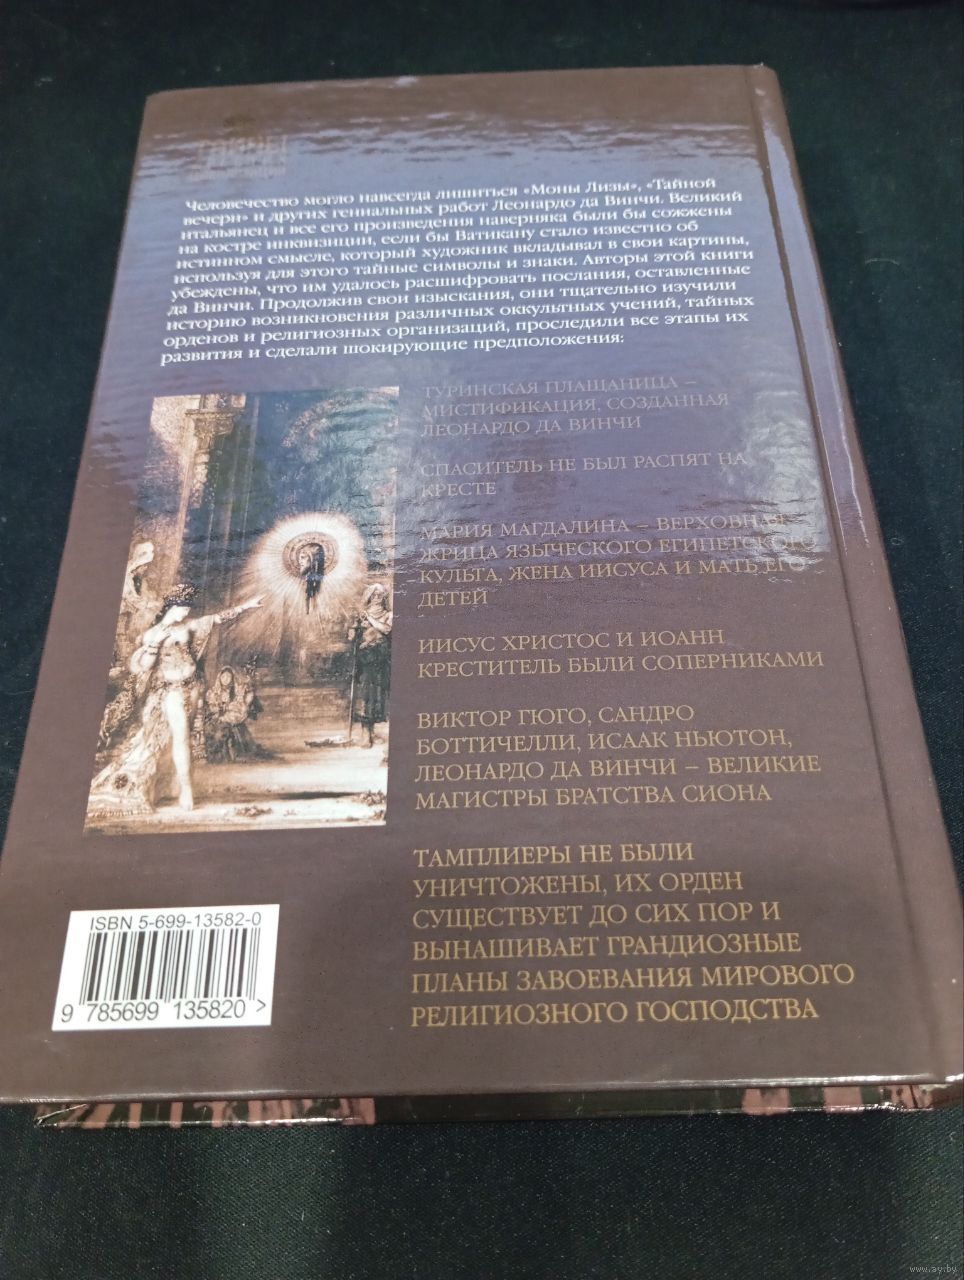 Человечество могло навсегда лишиться «Моны Лизы», «Тайной
вечери» и других гениальных работ Леонардо да Винчи. Великий
итальянец и все его произведения наверняка были бы сожжены
на костре инквизиции, если бы Ватикану стало известно об
истинном смысле, который художник вкладывал в свои картины,
используя для этого тайные символы и знаки. Авторы этой книги
убеждены, что им удалось расшифровать послания, оставленные
да Винчи. Продолжив свои изыскания, они тщательно изучили
историю возникновения различных оккультных учений, тайных
орденов и религиозных организаций, проследили все этапы их
развития и сделали шокирующие предположения:
ТУРИНСКАЯ ПЛАЩАНИЦА –
МИСТИФИКАЦИЯ, СОЗДАННАЯ
ЛЕОНАРДО ДА ВИНЧИ
СПАСИТЕЛЬ НЕ БЫЛ РАСПЯТ НА
КРЕСТЕ
МАРИЯ МАГДАЛИНА – ВЕРХОВНАЯ
ЖРИЦА ЯЗЫЧЕСКОГО ЕГИПЕТСКОГО
КУЛЬТА, ЖЕНА ИИСУСА И МАТЬ ЕГО
ДЕТЕЙ
ИИСУС ХРИСТОС И ИОАНН
КРЕСТИТЕЛЬ БЫЛИ СОПЕРНИКАМИ
ВИКТОР ГЮГО, САНДРО
БОТТИЧЕЛЛИ, ИСААК НЬЮТОН,
ЛЕОНАРДО ДА ВИНЧИ – ВЕЛИКИЕ
МАГИСТРЫ БРАТСТВА СИОНА
ТАМПЛИЕРЫ НЕ БЫЛИ
УНИЧТОЖЕНЫ, ИХ ОРДЕН
СУЩЕСТВУЕТ ДО СИХ ПОР И
ВЫНАШИВАЕТ ГРАНДИОЗНЫЕ
ПЛАНЫ ЗАВОЕВАНИЯ МИРОВОГО
РЕЛИГИОЗНОГО ГОСПОДСТВА
ISBN 5-699-13582-0
9 785699 135820 >
www.ay.by